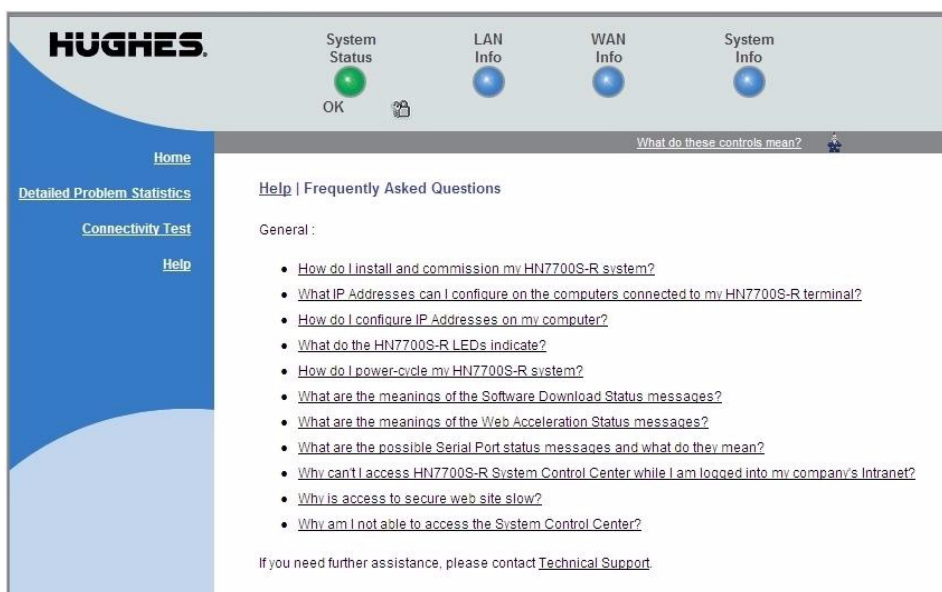 HUGHES.
System
Status
OK
LAN
Info
WAN
Info
System
Info
What do these controls mean?
Home
Detailed Problem Statistics
Connectivity Test
Help
Help | Frequently Asked Questions
General :
How do I install and commission my HN7700S-R system?
What IP Addresses can I configure on the computers connected to my HN7700S-R terminal?
How do I configure IP Addresses on my computer?
What do the HN7700S-R LEDs indicate?
How do I power-cycle my HN7700S-R system?
What are the meanings of the Software Download Status messages?
What are the meanings of the Web Acceleration Status messages?
What are the possible Serial Port status messages and what do they mean?
Why can't I access HN7700S-R System Control Center while I am logged into my company's Intranet?
Why is access to secure web site slow?
Why am I not able to access the System Control Center?
If you need further assistance, please contact Technical Support.